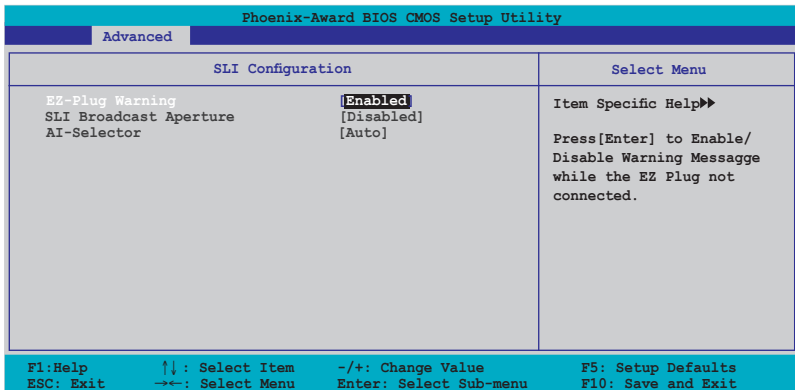 Phoenix-Award BIOS CMOS Setup Utility
Advanced
SLI Configuration
Select Menu
EZ-Plug Warning [Enabled]
SLI Broadcast Aperture [Disabled]
AI-Selector [Auto]
Item Specific Help▶▶
Press[Enter] to Enable/
Disable Warning Messagge
while the EZ Plug not
connected.
F1:Help ↑↓: Select Item -/+: Change Value F5: Setup Defaults
ESC: Exit →←: Select Menu Enter: Select Sub-menu F10: Save and Exit